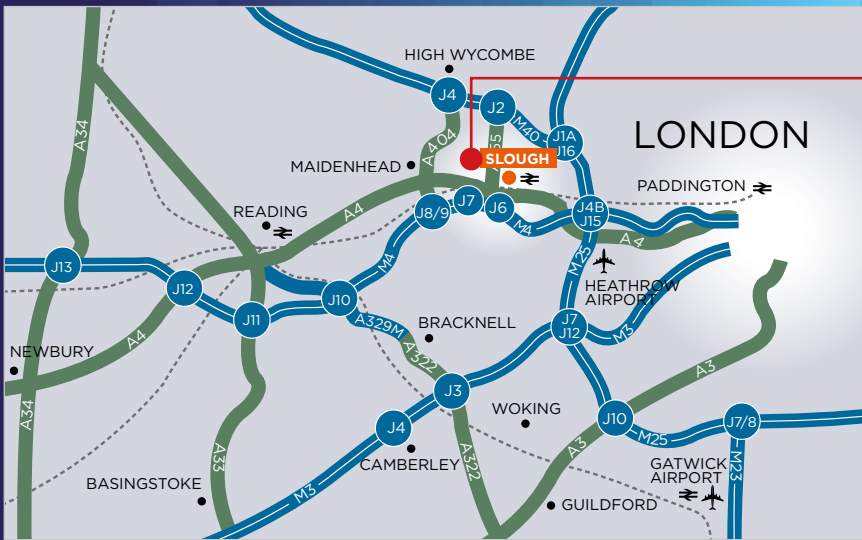 HIGH WYCOMBE
J4
J2
M40
J1A
J16
A34
A404
LONDON
SLOUGH
MAIDENHEAD
PADDINGTON
READING
A4
J8/9
J7
J6
M4
J4B
J15
A4
M25
J13
M4
HEATHROW
AIRPORT
J12
J10
J11
A329M
BRACKNELL
J7
J12
M3
A4
A322
NEWBURY
A3
J3
WOKING
A34
J4
J10
J7/8
M25
A33
CAMBERLEY
A322
A3
M23
GATWICK
AIRPORT
BASINGSTOKE
M3
GUILDFORD